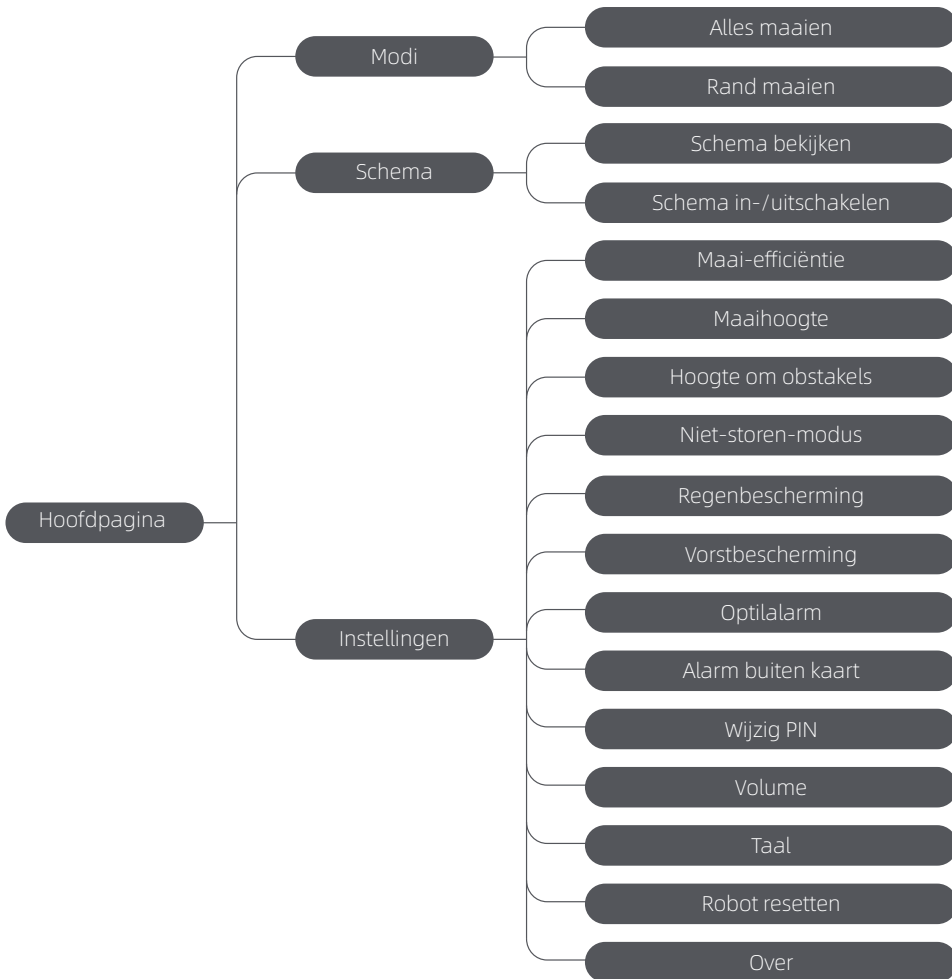 Hoofdpagina
Modi
Alles maaien
Rand maaien
Schema
Schema bekijken
Schema in-/uitschakelen
Instellingen
Maai-efficiëntie
Maaihoogte
Hoogte om obstakels
Niet-storen-modus
Regenbescherming
Vorstbescherming
Optilalarm
Alarm buiten kaart
Wijzig PIN
Volume
Taal
Robot resetten
Over